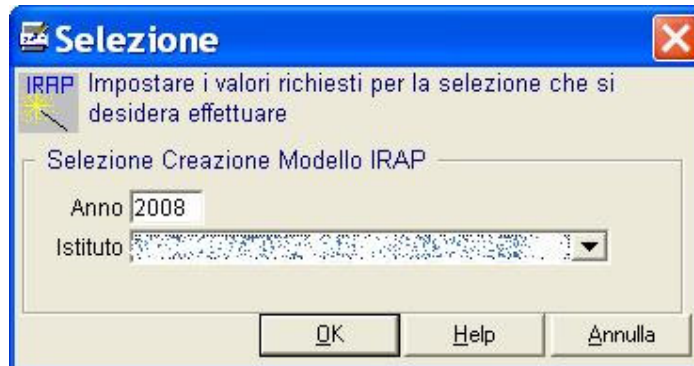 Selezione
IRAP Impostare i valori richiesti per la selezione che si
desidera effettuare
Selezione Creazione Modello IRAP
Anno 2008
Istituto
OK Help Annulla